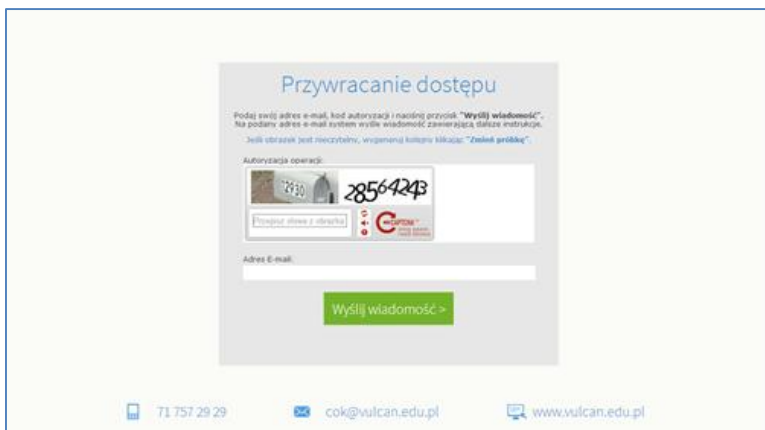 Przywracanie dostępu
Podaj swój adres e-mail, kod autoryzacji i naciśnij przycisk "Wyślij wiadomość".
Na podany adres e-mail system wyśle wiadomość zawierającą dalsze instrukcje.
Jeśli obrazek jest nieczytelny, wygeneruj kolejny klikając "Zmień próbkę".
Autoryzacja operacji:
2930 28564243
Przepisz słowa z obrazka
Adres E-mail:
Wyślij wiadomość >
71 757 29 29 cok@vulcan.edu.pl www.vulcan.edu.pl